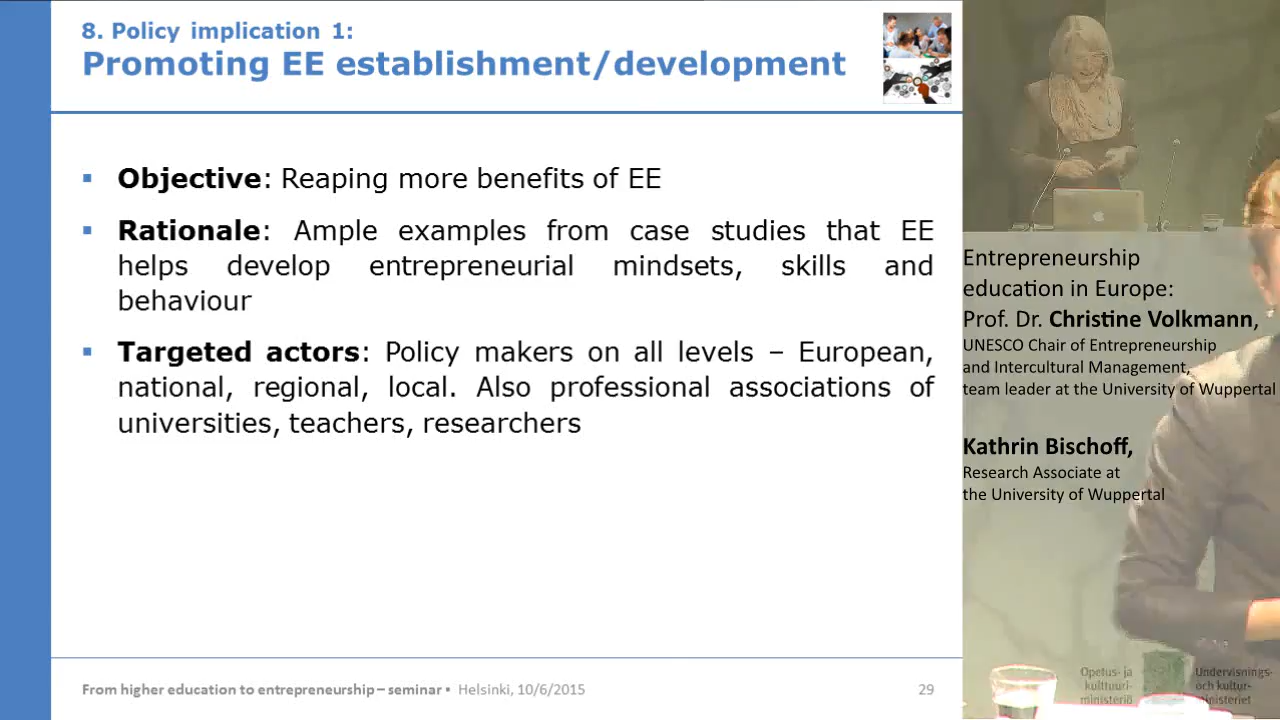 8. Policy implication 1:
Promoting EE establishment/development
▪ Objective: Reaping more benefits of EE
▪ Rationale: Ample examples from case studies that EE
helps develop entrepreneurial mindsets, skills and
behaviour
▪ Targeted actors: Policy makers on all levels – European,
national, regional, local. Also professional associations of
universities, teachers, researchers
From higher education to entrepreneurship – seminar • Helsinki, 10/6/2015
29
Entrepreneurship
education in Europe:
Prof. Dr. Christine Volkmann,
UNESCO Chair of Entrepreneurship
and Intercultural Management,
team leader at the University of Wuppertal
Kathrin Bischoff,
Research Associate at
the University of Wuppertal
Opetus- ja
kulttuuri-
ministeriö
Undervisnings-
och kultur-
ministeriet